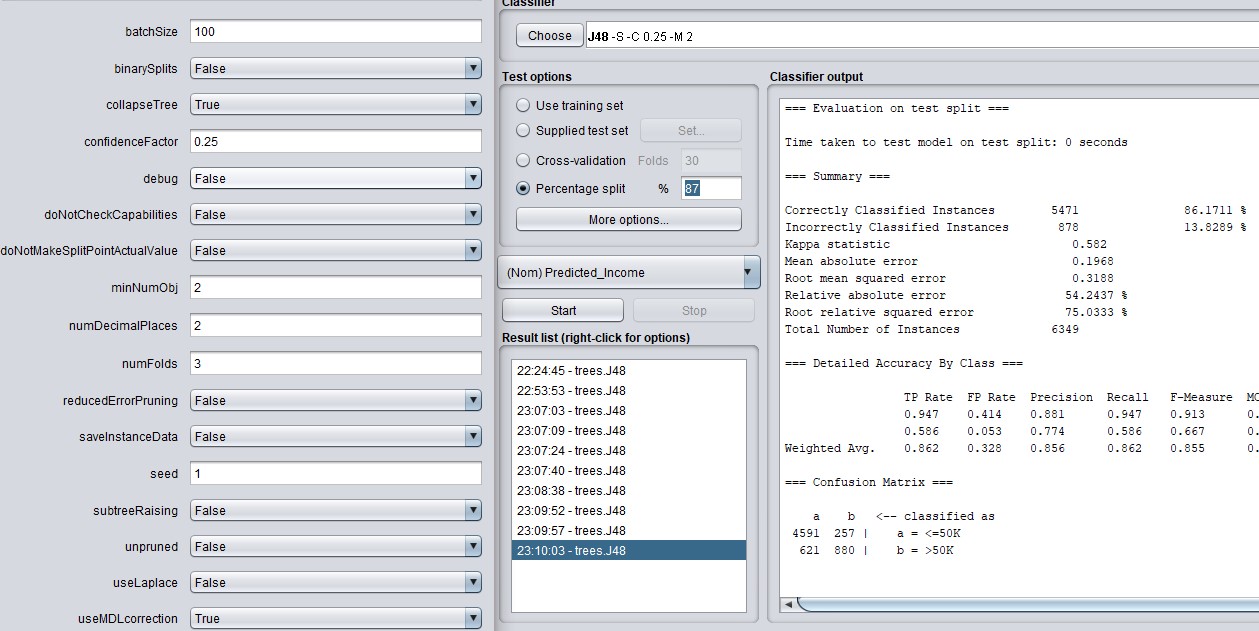 batchSize 100
binarySplits False
collapseTree True
confidenceFactor 0.25
debug False
doNotCheckCapabilities False
doNotMakeSplitPointActualValue False
minNumObj 2
numDecimalPlaces 2
numFolds 3
reducedErrorPruning False
saveInstanceData False
seed 1
subtreeRaising False
unpruned False
useLaplace False
useMDLcorrection True
Classifier
Choose J48 -S -C 0.25 -M 2
Test options
Use training set
Supplied test set Set...
Cross-validation Folds 30
Percentage split % 87
More options...
(Nom) Predicted_Income
Start Stop
Result list (right-click for options)
22:24:45 - trees.J48
22:53:53 - trees.J48
23:07:03 - trees.J48
23:07:09 - trees.J48
23:07:24 - trees.J48
23:07:40 - trees.J48
23:08:38 - trees.J48
23:09:52 - trees.J48
23:09:57 - trees.J48
23:10:03 - trees.J48
Classifier output
=== Evaluation on test split ===
Time taken to test model on test split: 0 seconds
=== Summary ===
Correctly Classified Instances 5471 86.1711 %
Incorrectly Classified Instances 878 13.8289 %
Kappa statistic 0.582
Mean absolute error 0.1968
Root mean squared error 0.3188
Relative absolute error 54.2437 %
Root relative squared error 75.0333 %
Total Number of Instances 6349
=== Detailed Accuracy By Class ===
TP Rate FP Rate Precision Recall F-Measure MC
0.947 0.414 0.881 0.947 0.913 0.
0.586 0.053 0.774 0.586 0.667 0.
Weighted Avg. 0.862 0.328 0.856 0.862 0.855 0.
=== Confusion Matrix ===
a b <-- classified as
4591 257 | a = <=50K
621 880 | b = >50K